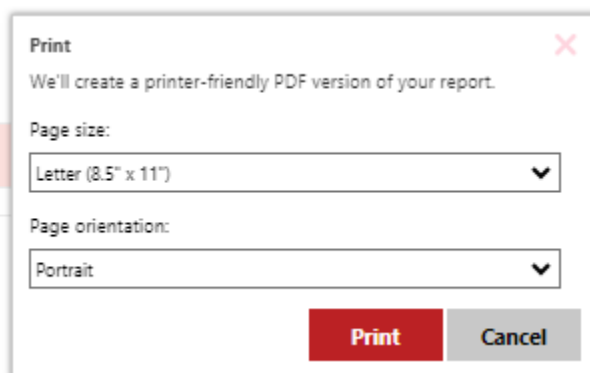 Print
We'll create a printer-friendly PDF version of your report.
Page size:
Letter (8.5" x 11")
Page orientation:
Portrait
Print
Cancel